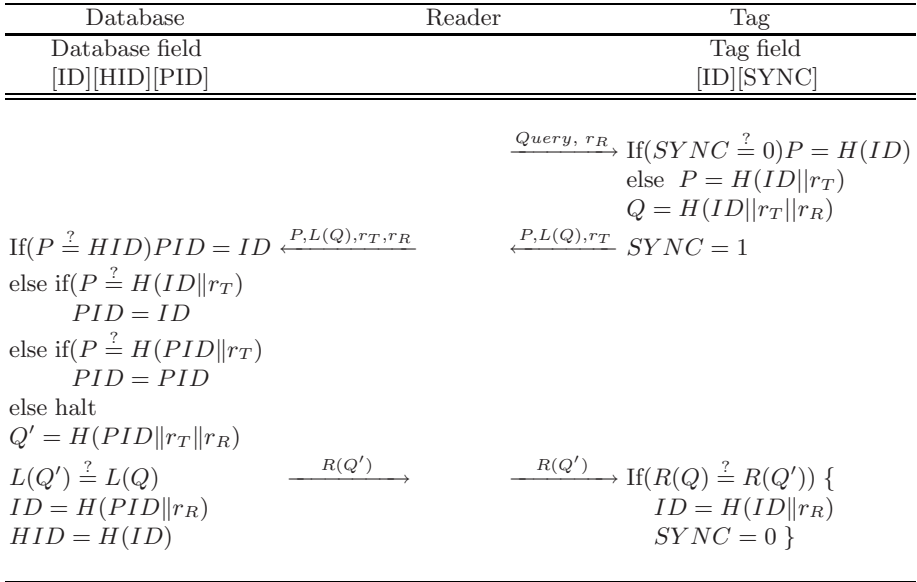 Database Reader Tag
Database field Tag field
[ID][HID][PID] [ID][SYNC]
Query, r_R If(SYNC ?= 0)P = H(ID)
else P = H(ID||r_T)
Q = H(ID||r_T||r_R)
If(P ?= HID)PID = ID P,L(Q),r_T,r_R P,L(Q),r_T SYNC = 1
else if(P ?= H(ID‖r_T)
PID = ID
else if(P ?= H(PID‖r_T)
PID = PID
else halt
Q′ = H(PID‖r_T‖r_R)
L(Q′) ?= L(Q) R(Q′) R(Q′) If(R(Q) ?= R(Q′)) {
ID = H(PID‖r_R) ID = H(ID‖r_R)
HID = H(ID) SYNC = 0 }